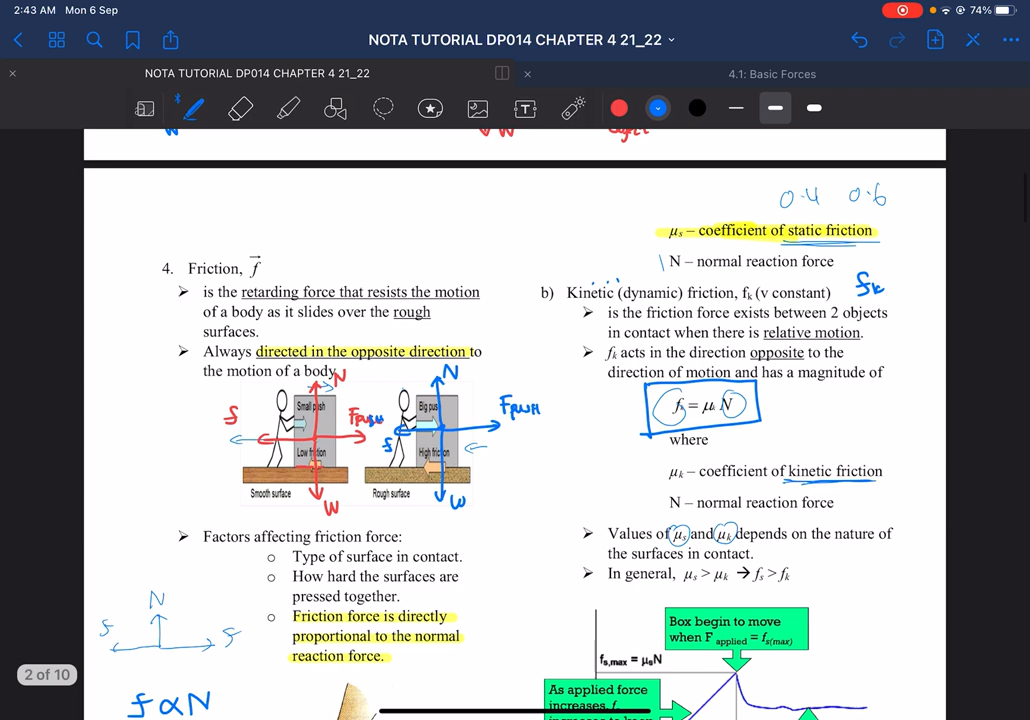 2:43 AM Mon 6 Sep
74%
NOTA TUTORIAL DP014 CHAPTER 4 21_22
NOTA TUTORIAL DP014 CHAPTER 4 21_22
4.1: Basic Forces
W
W
4. Friction, f
➤ is the retarding force that resists the motion
of a body as it slides over the rough
surfaces.
➤ Always directed in the opposite direction to
the motion of a body.
N
N
f
Small push
FPUSH
Big push
FPUSH
f
Low friction
High friction
Smooth surface
W
Rough surface
W
➤ Factors affecting friction force:
o Type of surface in contact.
o How hard the surfaces are
pressed together.
o Friction force is directly
proportional to the normal
reaction force.
N
f
f
2 of 10
f ∝ N
0.4 0.6
μs – coefficient of static friction
N – normal reaction force
b) Kinetic (dynamic) friction, fk (v constant)
fk
➤ is the friction force exists between 2 objects
in contact when there is relative motion.
➤ fk acts in the direction opposite to the
direction of motion and has a magnitude of
fk = μk N
where
μk – coefficient of kinetic friction
N – normal reaction force
➤ Values of μs and μk depends on the nature of
the surfaces in contact.
➤ In general, μs > μk → fs > fk
Box begin to move
when F applied = fs(max)
fs,max = μsN
As applied force
increases, f